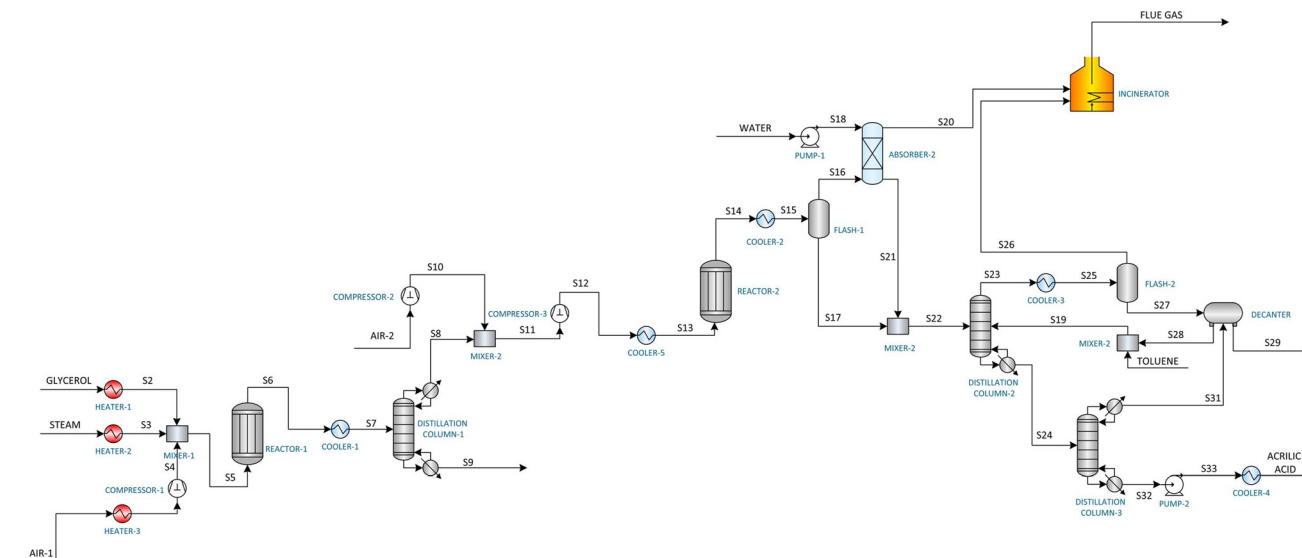 FLUE GAS
INCINERATOR
WATER
S18
S20
PUMP-1
ABSORBER-2
S16
S14
S15
COOLER-2
FLASH-1
S26
S21
S10
COMPRESSOR-2
S12
REACTOR-2
S23
S25
FLASH-2
COOLER-3
COMPRESSOR-3
S27
DECANTER
S8
S11
S13
S17
S22
S19
S28
S29
AIR-2
MIXER-2
COOLER-5
MIXER-2
MIXER-2
TOLUENE
GLYCEROL
S2
S6
HEATER-1
DISTILLATION
COLUMN-2
S31
STEAM
S3
S7
DISTILLATION
COLUMN-1
HEATER-2
MIXER-1
REACTOR-1
COOLER-1
S24
S4
S5
S9
ACRILIC
ACID
COMPRESSOR-1
S33
S32
COOLER-4
DISTILLATION
COLUMN-3
PUMP-2
HEATER-3
AIR-1